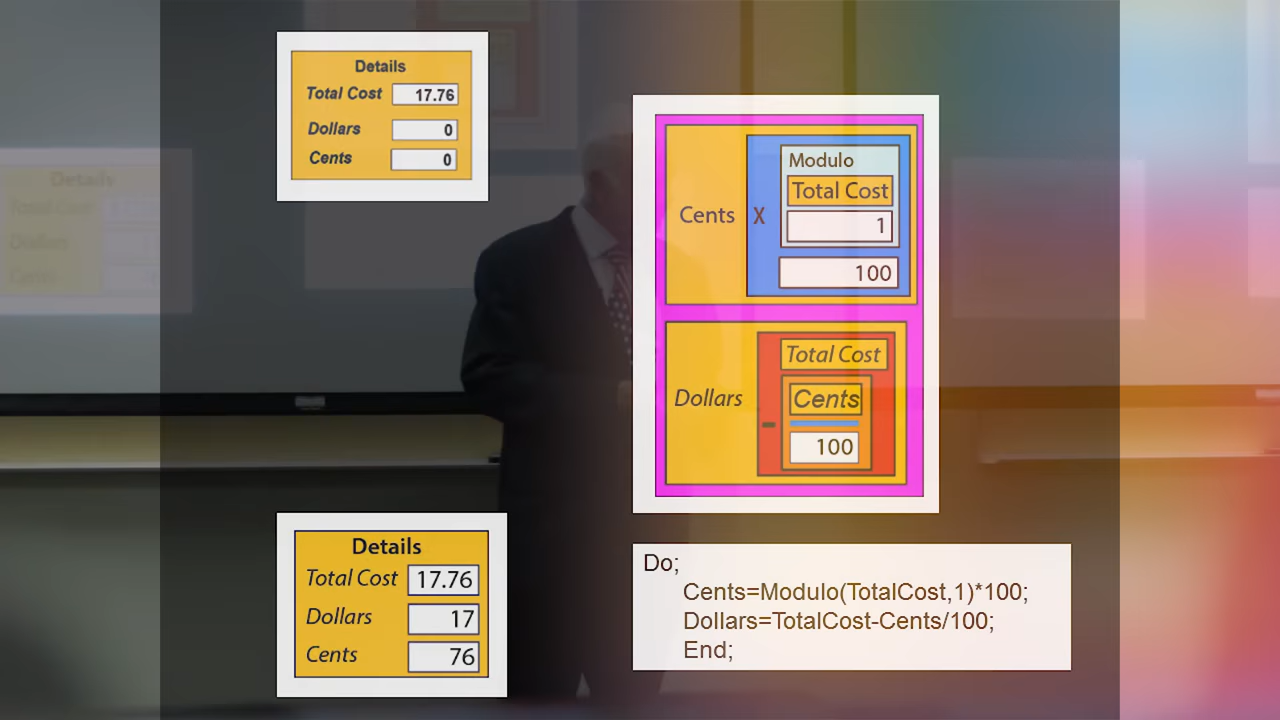 Details
Total Cost 17.76
Dollars 0
Cents 0
Modulo
Total Cost
Cents X 1
100
Total Cost
Dollars - Cents
100
Details
Total Cost 17.76
Dollars 17
Cents 76
Do;
Cents=Modulo(TotalCost,1)*100;
Dollars=TotalCost-Cents/100;
End;